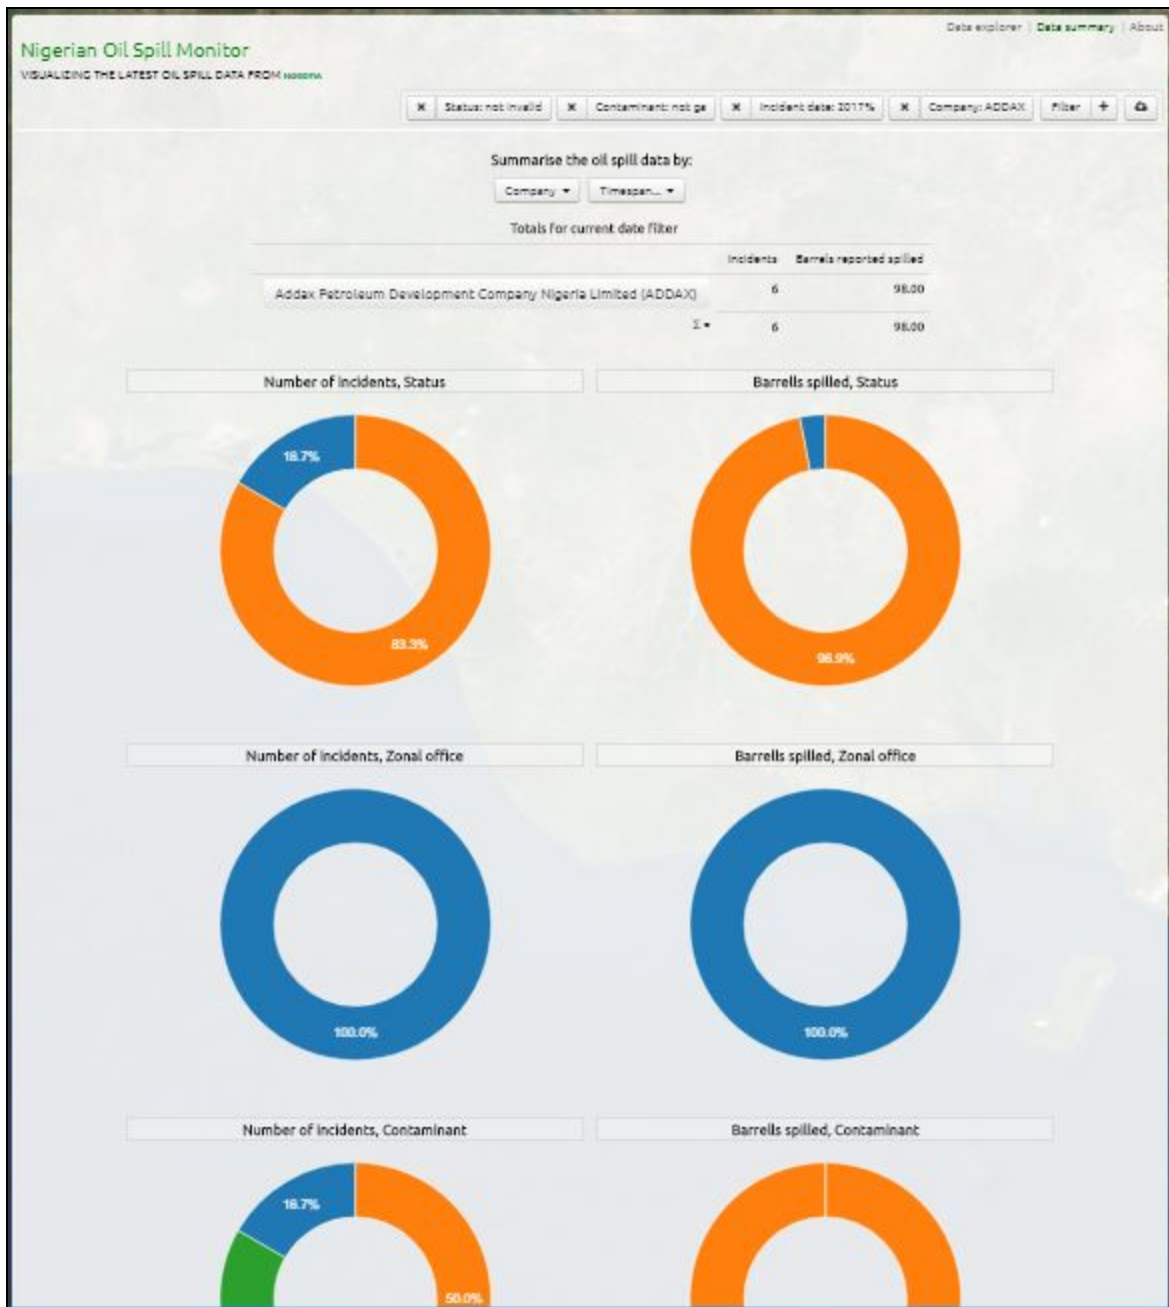 Data explorer | Data summary | About
Nigerian Oil Spill Monitor
VISUALIZING THE LATEST OIL SPILL DATA FROM NOSDRA
✖ Status: not invalid ✖ Contaminant: not ga ✖ Incident date: 2017% ✖ Company: ADDAX Filter +
Summarise the oil spill data by:
Company ▾ Timespan... ▾
Totals for current date filter
Incidents Barrels reported spilled
Addax Petroleum Development Company Nigeria Limited (ADDAX) 6 98.00
Σ 6 98.00
Number of incidents, Status Barrells spilled, Status
16.7%
83.3%
96.9%
Number of incidents, Zonal office Barrells spilled, Zonal office
100.0% 100.0%
Number of incidents, Contaminant Barrells spilled, Contaminant
16.7%
50.0%